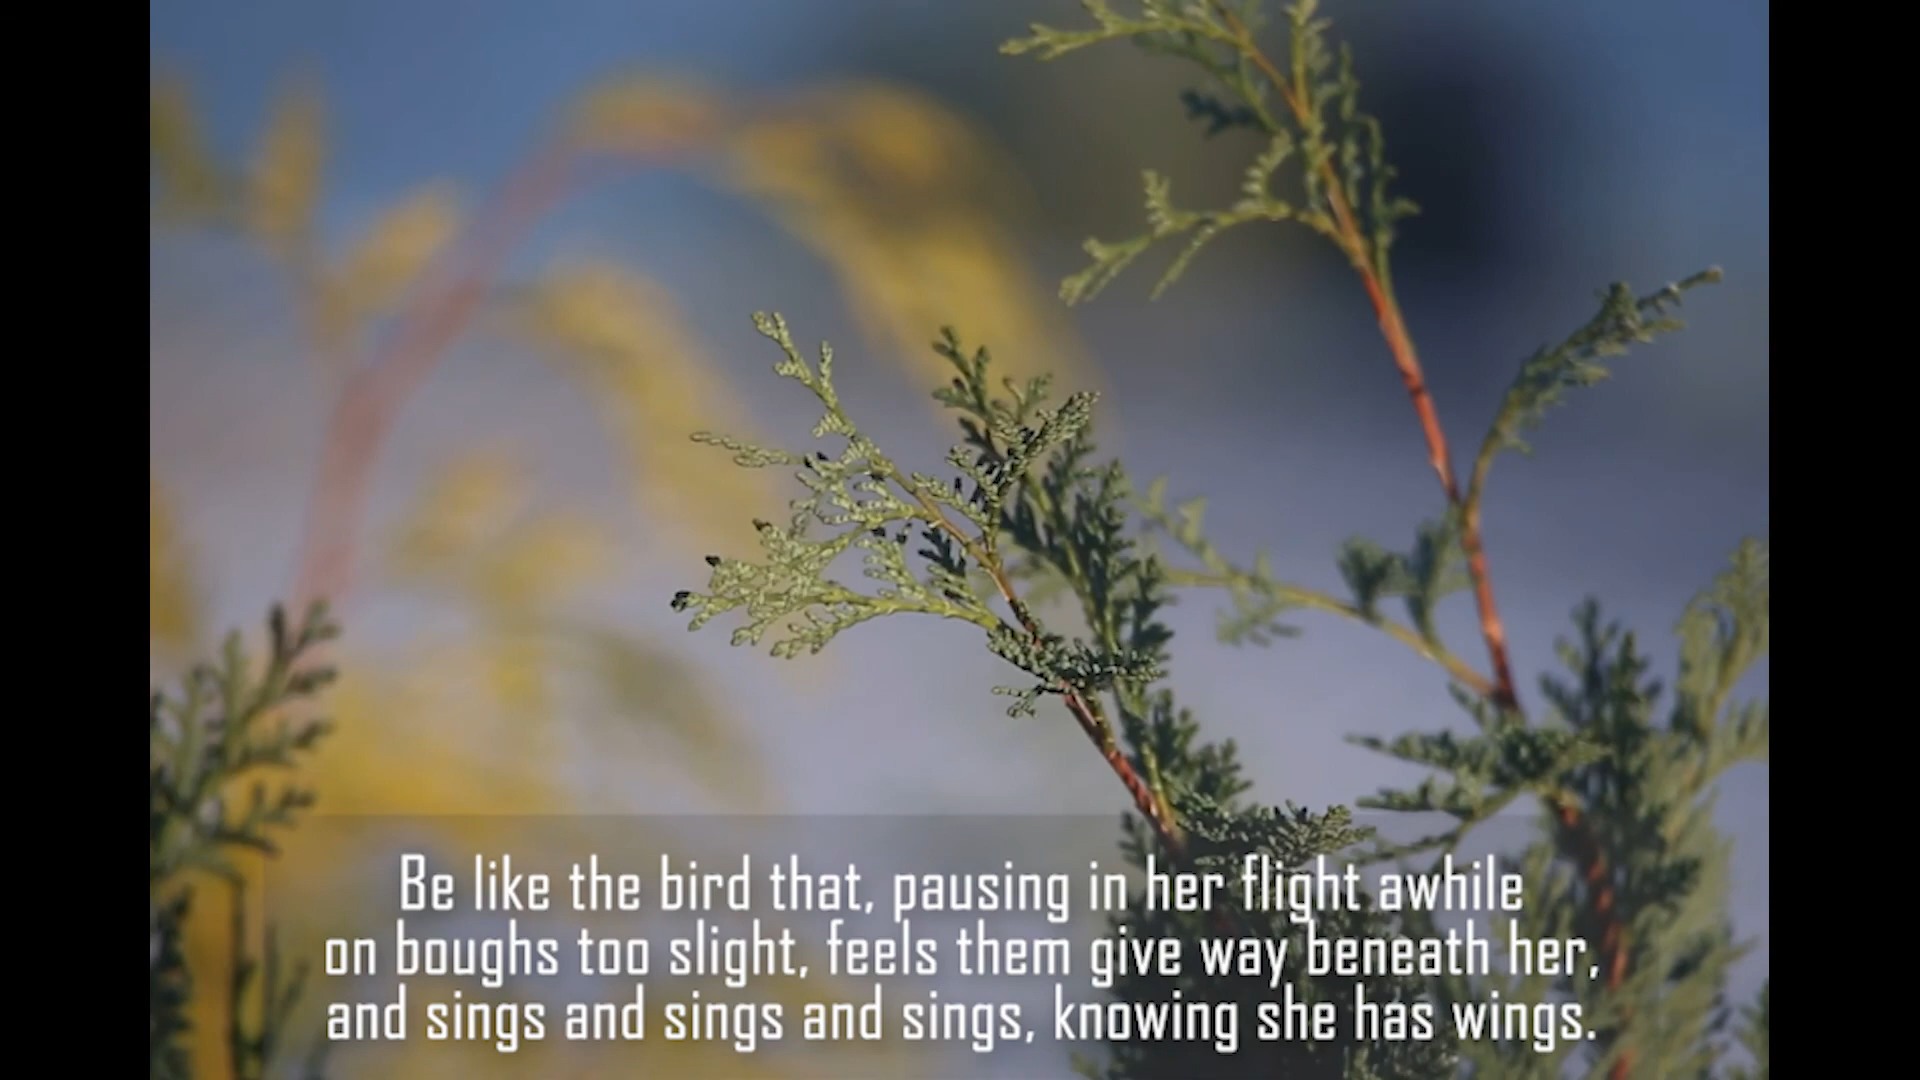 Be like the bird that, pausing in her flight awhile
on boughs too slight, feels them give way beneath her,
and sings and sings and sings, knowing she has wings.